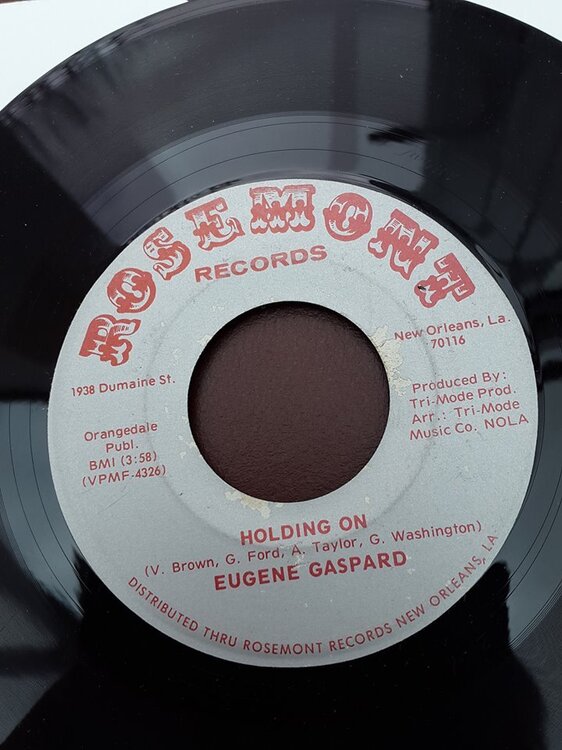 ROSEMONT
RECORDS
1938 Dumaine St.
New Orleans, La.
70116
Orangedale
Publ.
BMI (3:58)
(VPMF-4326)
Produced By:
Tri-Mode Prod.
Arr.: Tri-Mode
Music Co. NOLA
HOLDING ON
(V. Brown, G. Ford, A. Taylor, G. Washington)
EUGENE GASPARD
DISTRIBUTED THRU ROSEMONT RECORDS NEW ORLEANS, LA